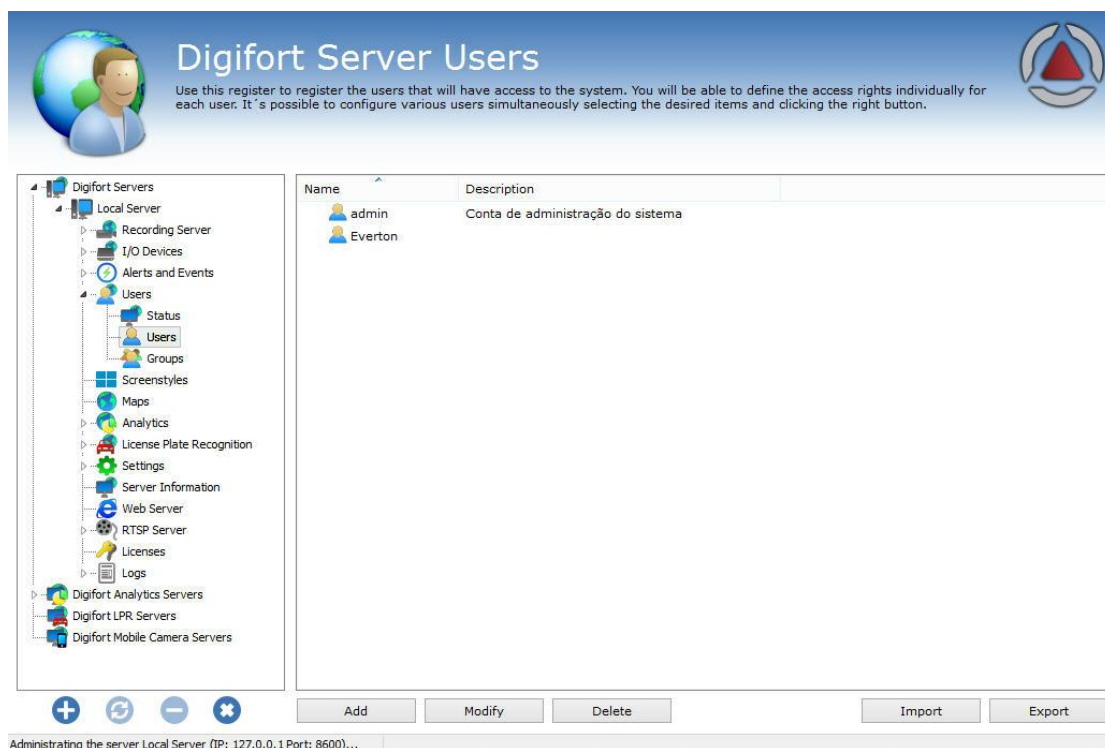 Digifort Server Users
Use this register to register the users that will have access to the system. You will be able to define the access rights individually for
each user. It´s possible to configure various users simultaneously selecting the desired items and clicking the right button.
Digifort Servers
Local Server
Recording Server
I/O Devices
Alerts and Events
Users
Status
Users
Groups
Screenstyles
Maps
Analytics
License Plate Recognition
Settings
Server Information
Web Server
RTSP Server
Licenses
Logs
Digifort Analytics Servers
Digifort LPR Servers
Digifort Mobile Camera Servers
Name Description
admin Conta de administração do sistema
Everton
Add Modify Delete Import Export
Administrating the server Local Server (IP: 127.0.0.1 Port: 8600)...